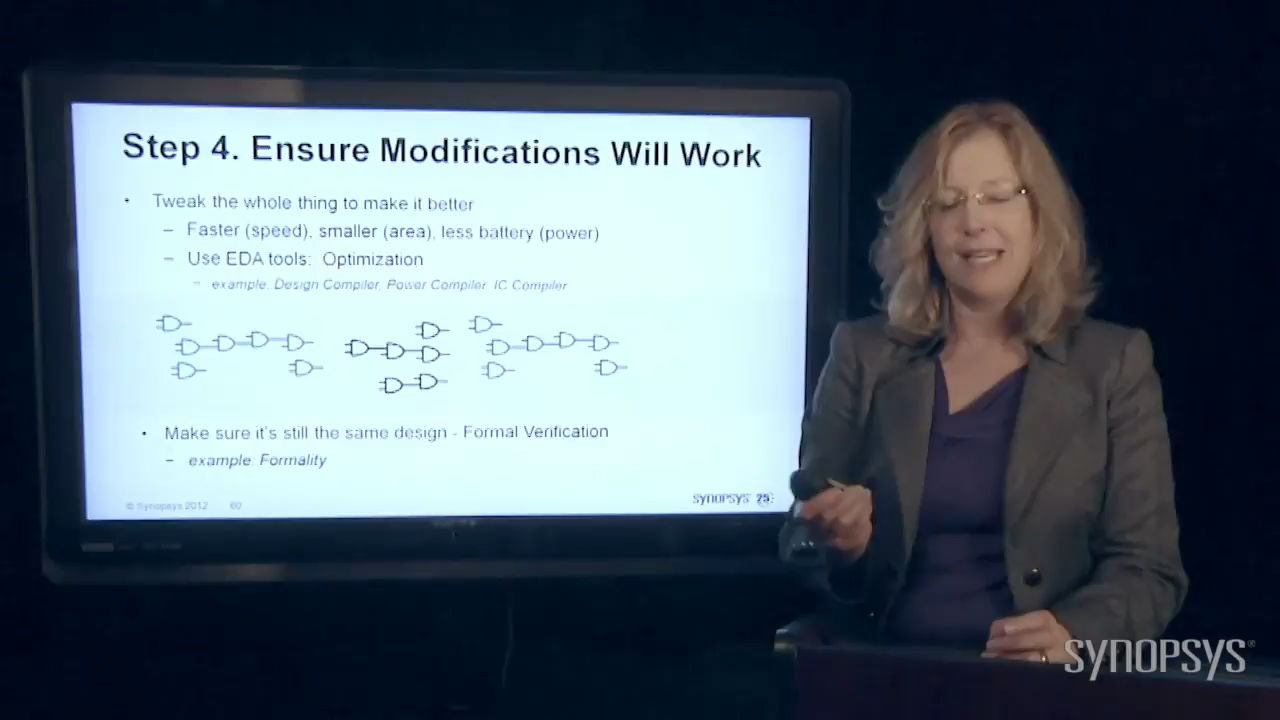 Step 4. Ensure Modifications Will Work
• Tweak the whole thing to make it better
– Faster (speed), smaller (area), less battery (power)
– Use EDA tools: Optimization
– example: Design Compiler, Power Compiler, IC Compiler
• Make sure it's still the same design - Formal Verification
– example: Formality
© Synopsys 2012 60
SYNOPSYS 25
SYNOPSYS®